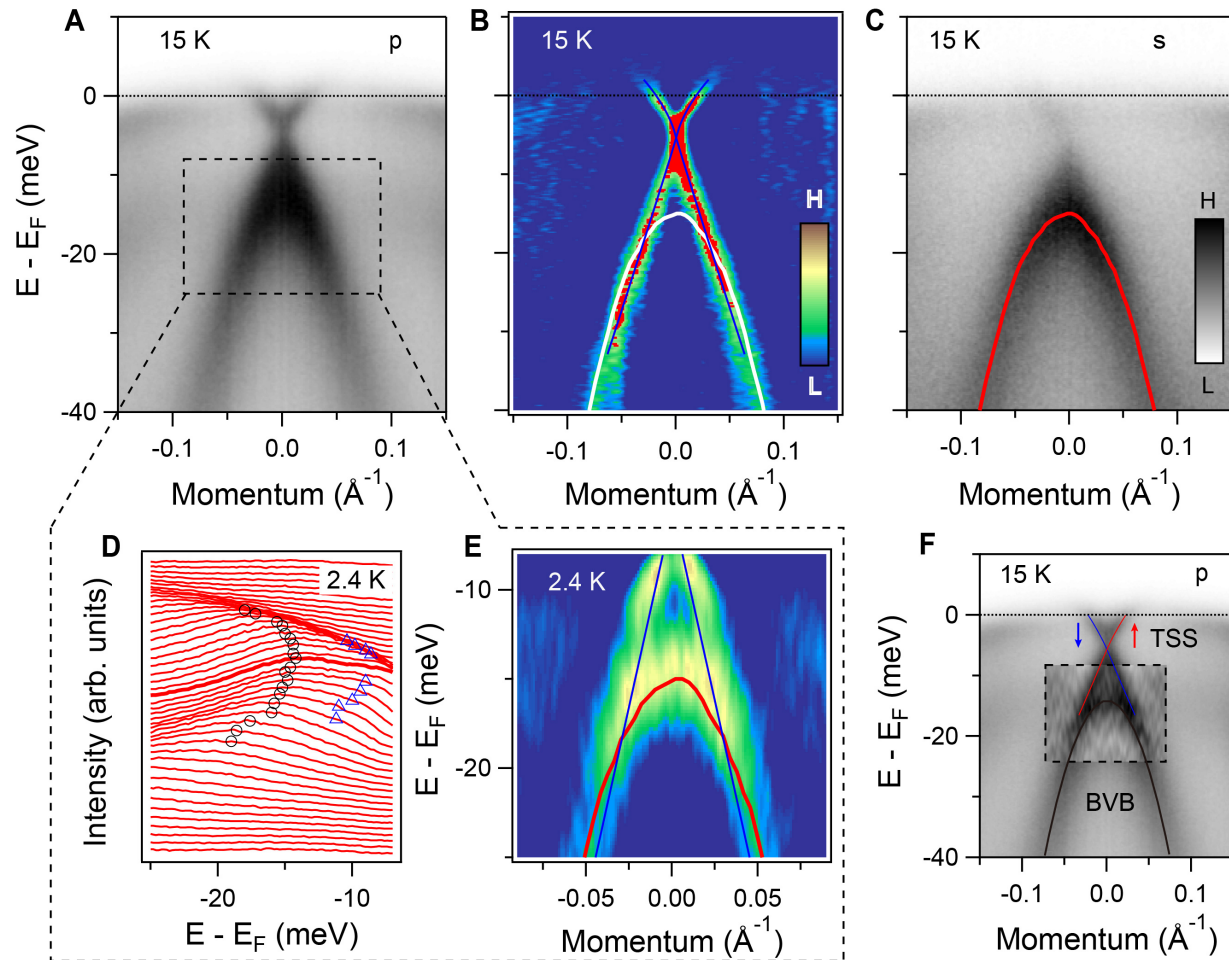 A
15 K
p
0
-20
-40
E - E_F (meV)
-0.1
0.0
0.1
Momentum (Å⁻¹)
B
15 K
H
L
-0.1
0.0
0.1
Momentum (Å⁻¹)
C
15 K
s
H
L
-0.1
0.0
0.1
Momentum (Å⁻¹)
D
2.4 K
Intensity (arb. units)
-20
-10
E - E_F (meV)
E
2.4 K
-10
-20
E - E_F (meV)
-0.05
0.00
0.05
Momentum (Å⁻¹)
F
15 K
p
0
-20
-40
E - E_F (meV)
TSS
BVB
-0.1
0.0
0.1
Momentum (Å⁻¹)